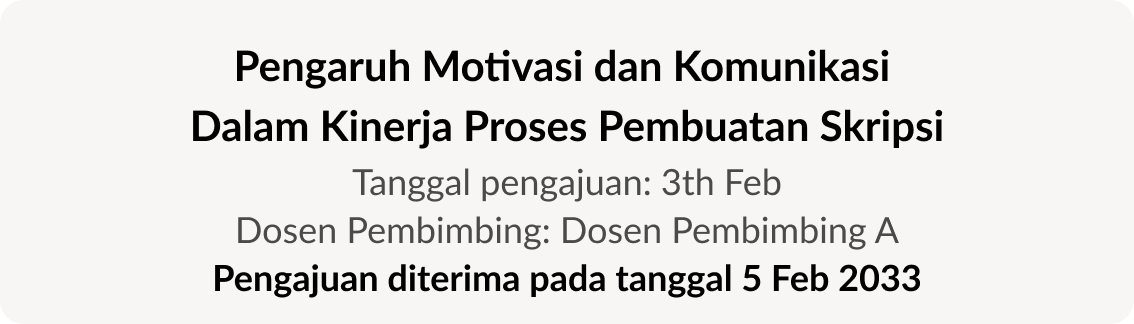 Pengaruh Motivasi dan Komunikasi
Dalam Kinerja Proses Pembuatan Skripsi
Tanggal pengajuan: 3th Feb
Dosen Pembimbing: Dosen Pembimbing A
Pengajuan diterima pada tanggal 5 Feb 2033